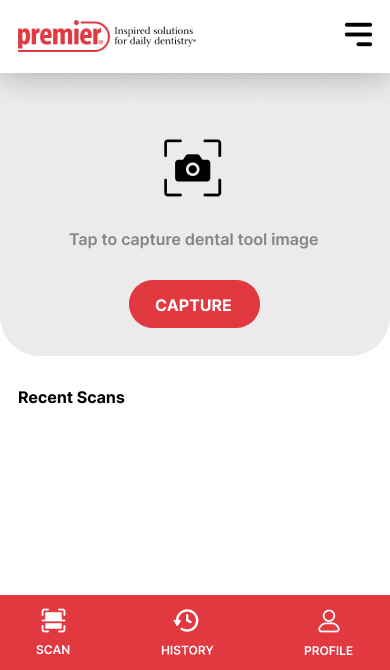 premier® Inspired solutions
for daily dentistry®
Tap to capture dental tool image
CAPTURE
Recent Scans
SCAN HISTORY PROFILE